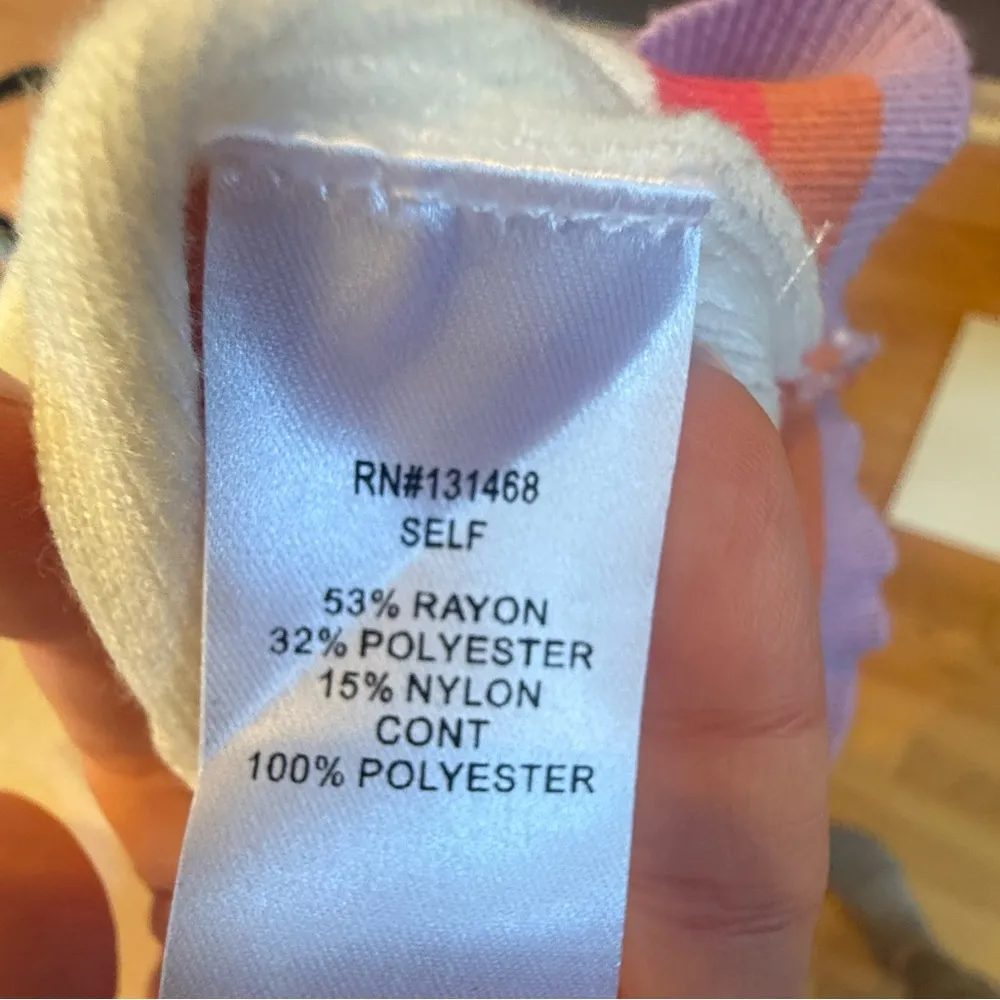 RN#131468
SELF
53% RAYON
32% POLYESTER
15% NYLON
CONT
100% POLYESTER